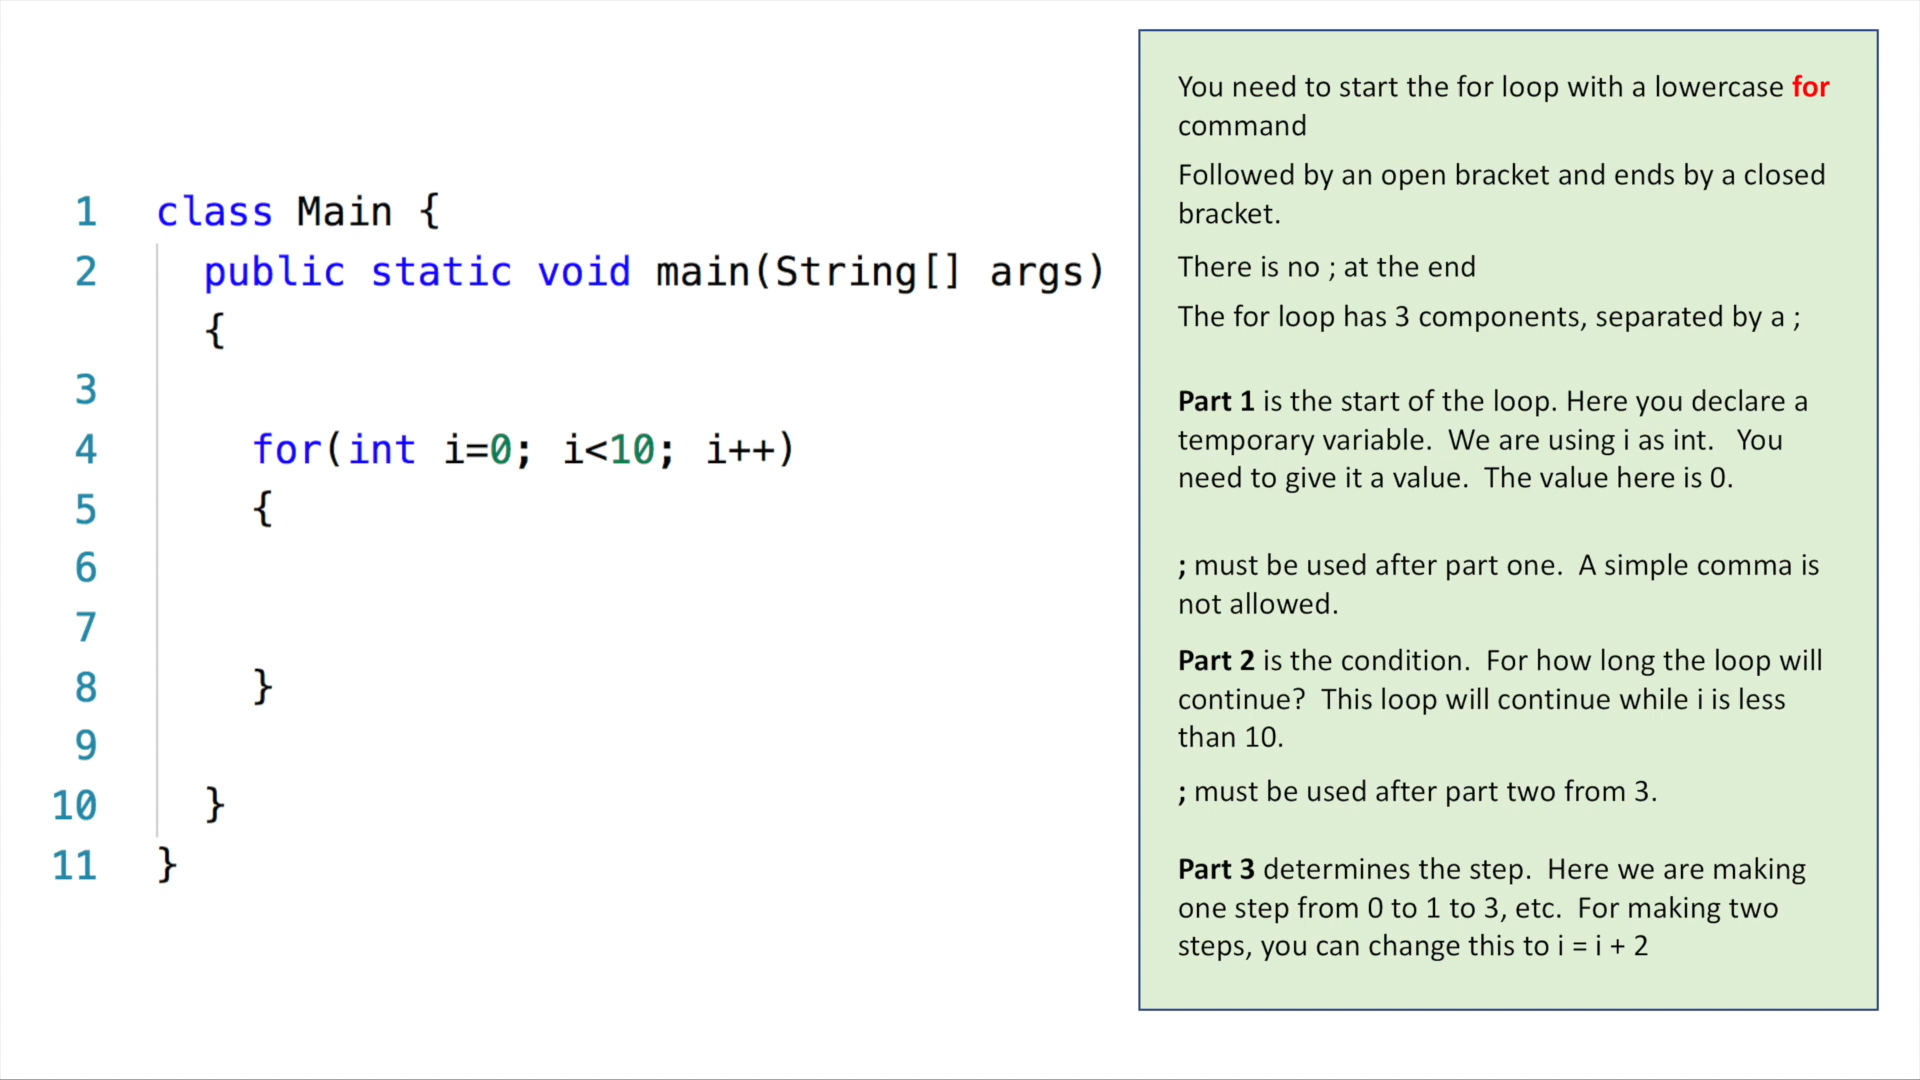 1 class Main {
2 public static void main(String[] args)
{
3
4 for(int i=0; i<10; i++)
5 {
6
7
8 }
9
10 }
11 }
You need to start the for loop with a lowercase for
command
Followed by an open bracket and ends by a closed
bracket.
There is no ; at the end
The for loop has 3 components, separated by a ;
Part 1 is the start of the loop. Here you declare a
temporary variable. We are using i as int. You
need to give it a value. The value here is 0.
; must be used after part one. A simple comma is
not allowed.
Part 2 is the condition. For how long the loop will
continue? This loop will continue while i is less
than 10.
; must be used after part two from 3.
Part 3 determines the step. Here we are making
one step from 0 to 1 to 3, etc. For making two
steps, you can change this to i = i + 2